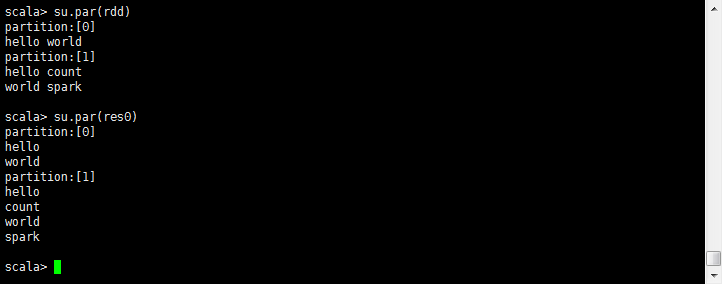 scala> su.par(rdd)
partition:[0]
hello world
partition:[1]
hello count
world spark
scala> su.par(res0)
partition:[0]
hello
world
partition:[1]
hello
count
world
spark
scala>